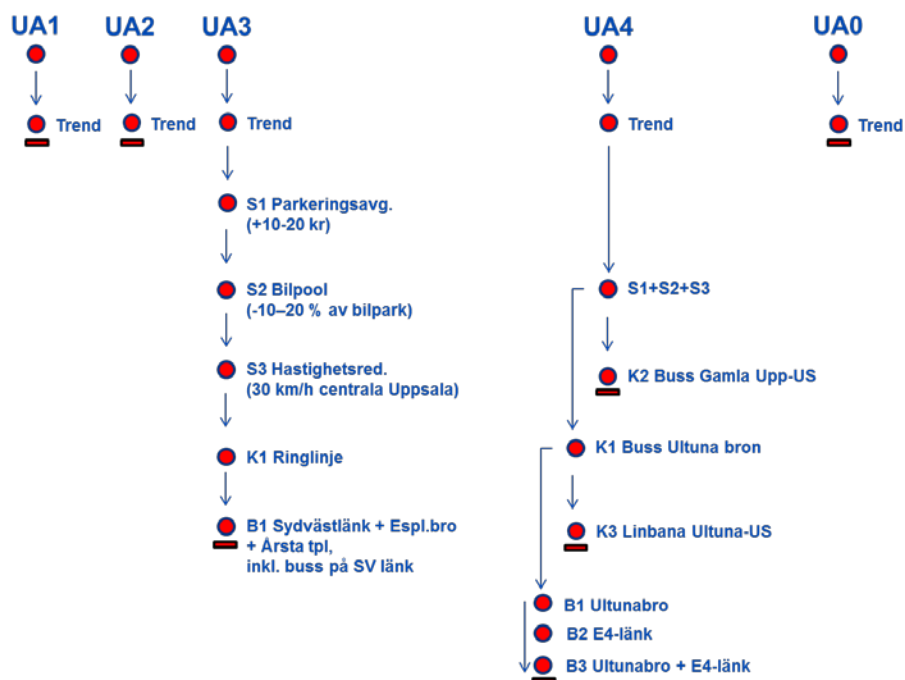 UA1
UA2
UA3
UA4
UA0
Trend
Trend
Trend
Trend
Trend
S1 Parkeringsavg.
(+10-20 kr)
S2 Bilpool
(-10–20 % av bilpark)
S3 Hastighetsred.
(30 km/h centrala Uppsala)
K1 Ringlinje
B1 Sydvästlänk + Espl.bro
+ Årsta tpl,
inkl. buss på SV länk
S1+S2+S3
K2 Buss Gamla Upp-US
K1 Buss Ultuna bron
K3 Linbana Ultuna-US
B1 Ultunabro
B2 E4-länk
B3 Ultunabro + E4-länk